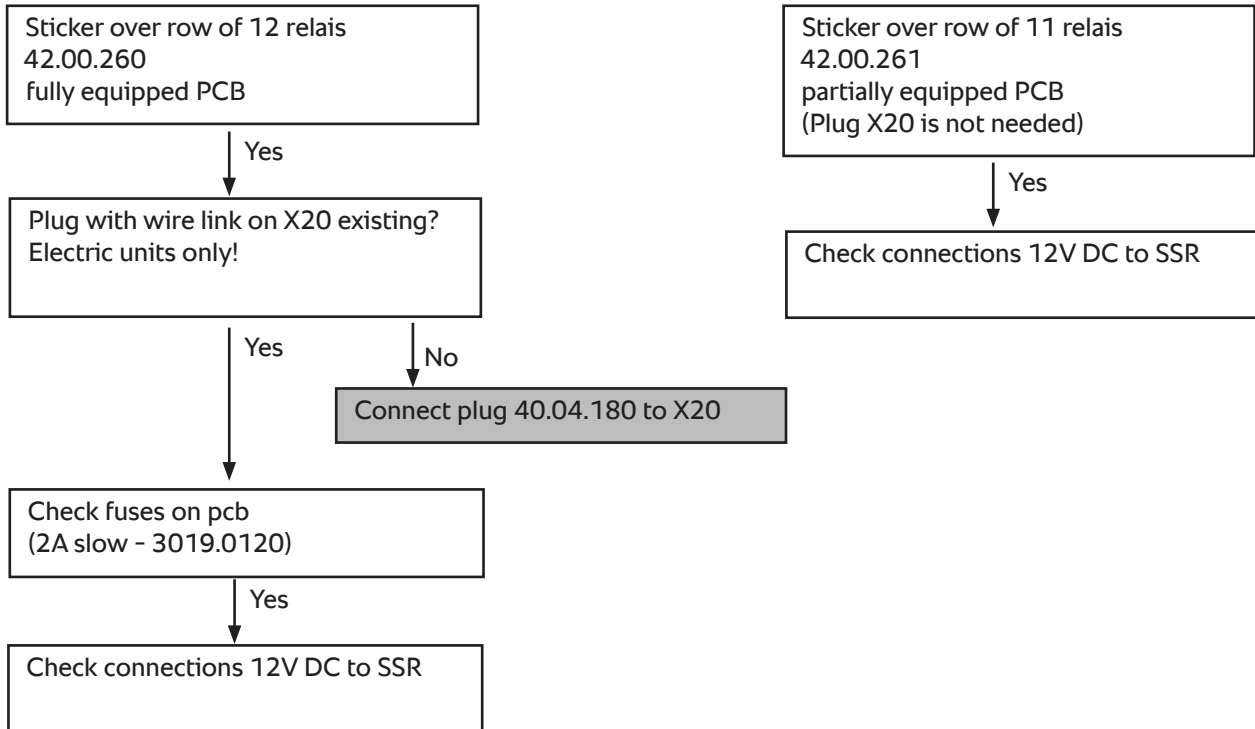 Sticker over row of 12 relais
42.00.260
fully equipped PCB
Yes
Plug with wire link on X20 existing?
Electric units only!
Yes
No
Connect plug 40.04.180 to X20
Check fuses on pcb
(2A slow - 3019.0120)
Yes
Check connections 12V DC to SSR
Sticker over row of 11 relais
42.00.261
partially equipped PCB
(Plug X20 is not needed)
Yes
Check connections 12V DC to SSR